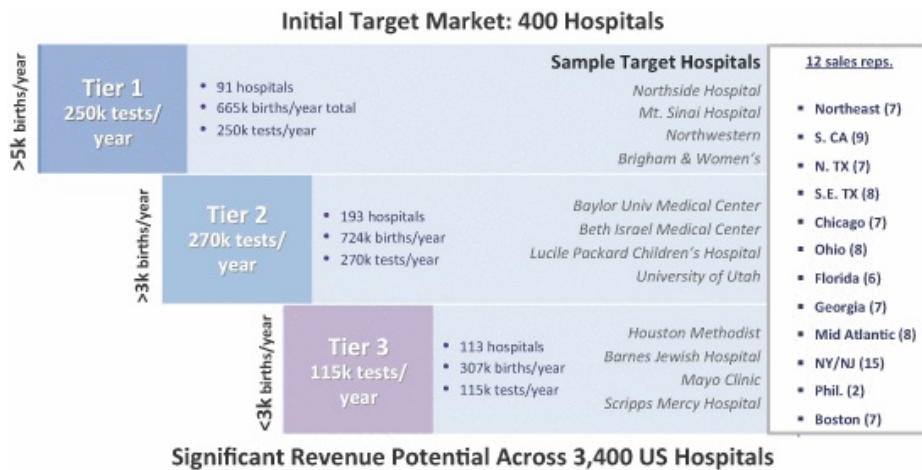 Initial Target Market: 400 Hospitals
>5k births/year
Tier 1
250k tests/
year
• 91 hospitals
• 665k births/year total
• 250k tests/year
Sample Target Hospitals
Northside Hospital
Mt. Sinai Hospital
Northwestern
Brigham & Women's
>3k births/year
Tier 2
270k tests/
year
• 193 hospitals
• 724k births/year
• 270k tests/year
Baylor Univ Medical Center
Beth Israel Medical Center
Lucile Packard Children's Hospital
University of Utah
<3k births/year
Tier 3
115k tests/
year
• 113 hospitals
• 307k births/year
• 115k tests/year
Houston Methodist
Barnes Jewish Hospital
Mayo Clinic
Scripps Mercy Hospital
12 sales reps.
• Northeast (7)
• S. CA (9)
• N. TX (7)
• S.E. TX (8)
• Chicago (7)
• Ohio (8)
• Florida (6)
• Georgia (7)
• Mid Atlantic (8)
• NY/NJ (15)
• Phil. (2)
• Boston (7)
Significant Revenue Potential Across 3,400 US Hospitals